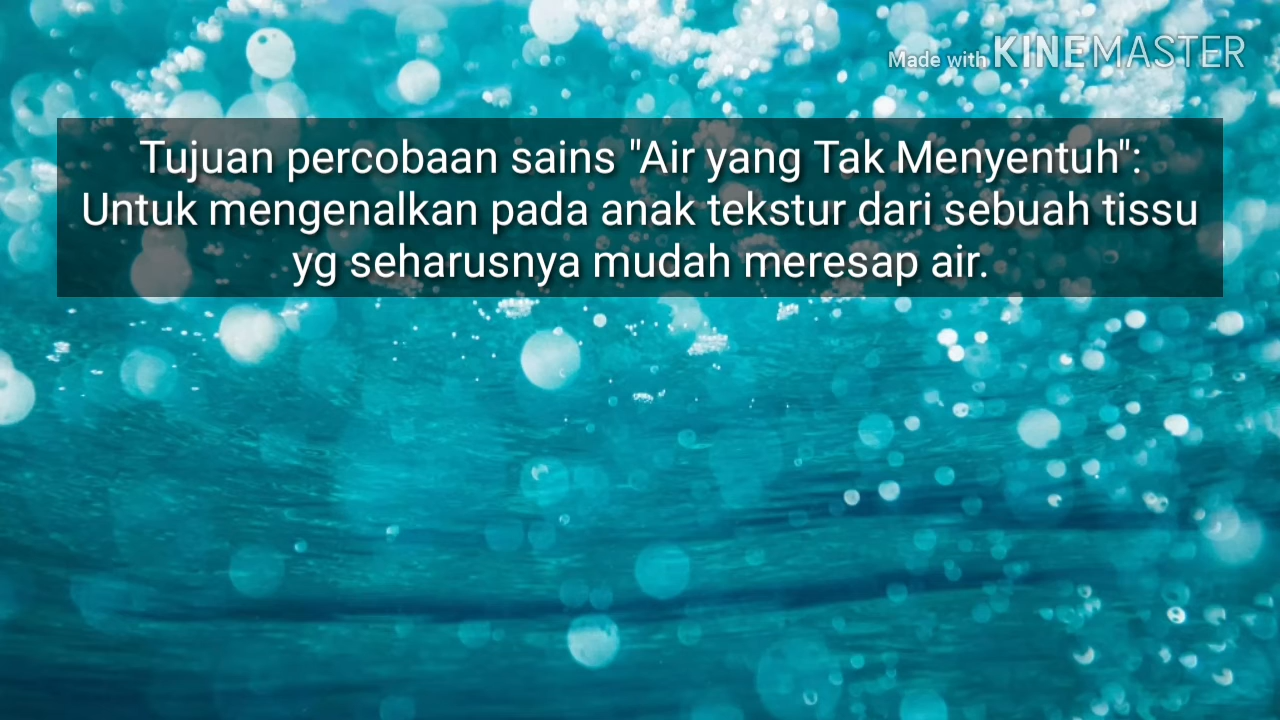 Made with KINEMASTER
Tujuan percobaan sains "Air yang Tak Menyentuh":
Untuk mengenalkan pada anak tekstur dari sebuah tissu
yg seharusnya mudah meresap air.